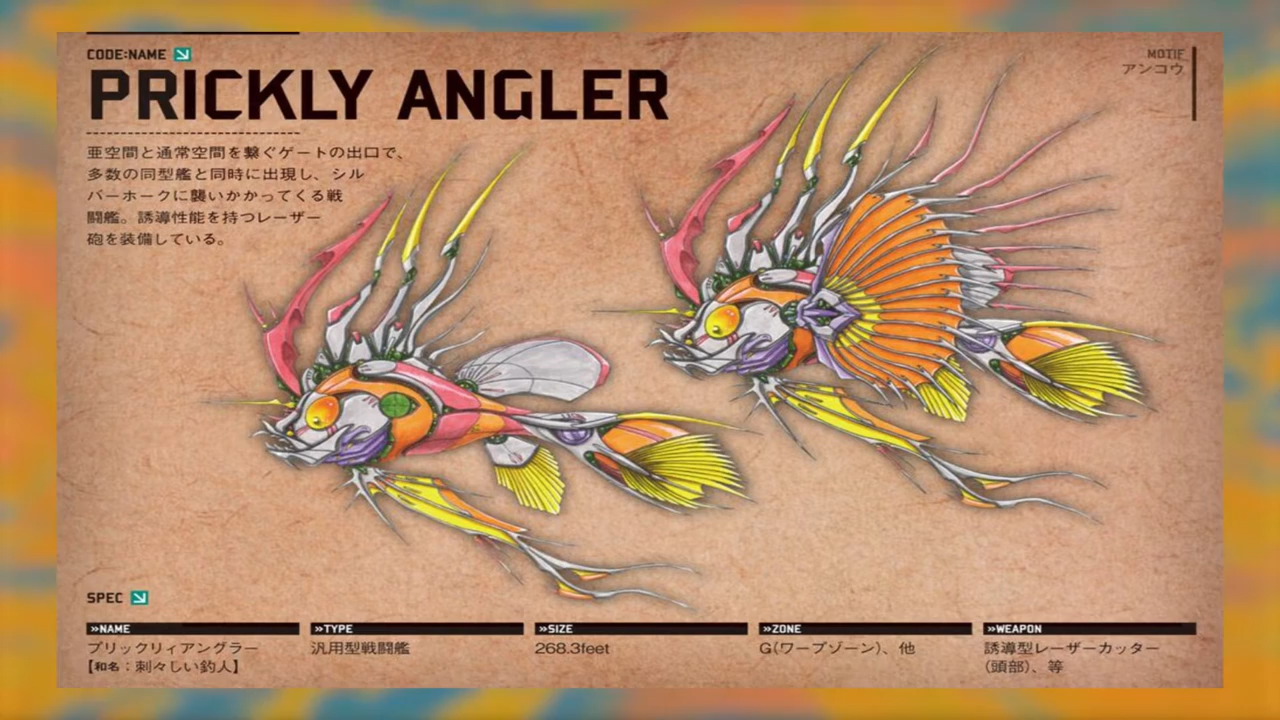 CODE:NAME
PRICKLY ANGLER
MOTIF
アンコウ
亜空間と通常空間を繋ぐゲートの出口で、
多数の同型艦と同時に出現し、シル
バーホークに襲いかかってくる戦
闘艦。誘導性能を持つレーザー
砲を装備している。
SPEC
»NAME
プリックリィアングラー
【和名：刺々しい釣人】
»TYPE
汎用型戦闘艦
»SIZE
268.3feet
»ZONE
G(ワープゾーン)、他
»WEAPON
誘導型レーザーカッター
(頭部)、等